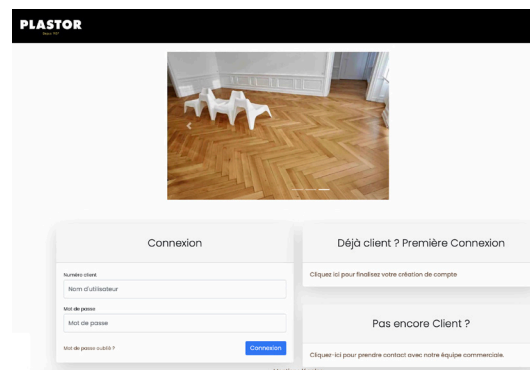 PLASTOR
Connexion
Numéro client
Nom d'utilisateur
Mot de passe
Mot de passe
Mot de passe oublié ?
Connexion
Déjà client ? Première Connexion
Cliquez ici pour finalisez votre création de compte
Pas encore Client ?
Cliquer-ici pour prendre contact avec notre équipe commerciale.